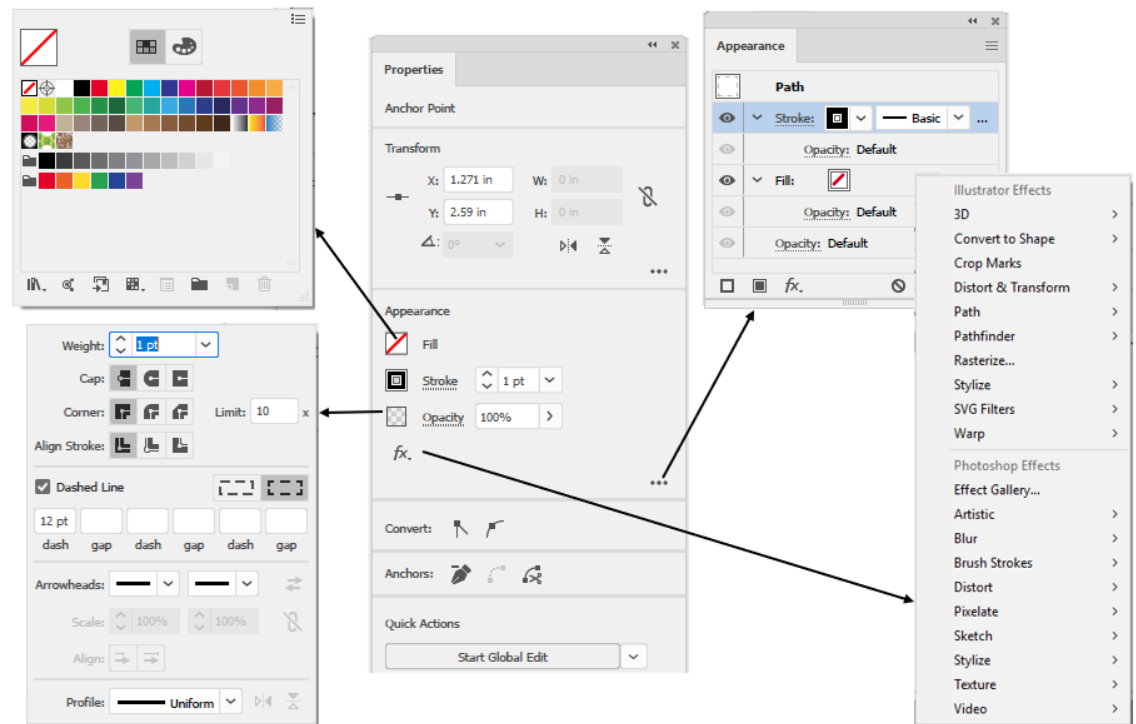 Weight: 1 pt
Cap:
Corner: Limit: 10 x
Align Stroke:
Dashed Line
12 pt
dash gap dash gap dash gap
Arrowheads:
Scale: 100% 100%
Align:
Profile: Uniform
Properties
Anchor Point
Transform
X: 1.271 in W: 0 in
Y: 2.59 in H: 0 in
0°
Appearance
Fill
Stroke 1 pt
Opacity 100%
fx.
Convert:
Anchors:
Quick Actions
Start Global Edit
Appearance
Path
Stroke: Basic
Opacity: Default
Fill:
Opacity: Default
Opacity: Default
fx.
Illustrator Effects
3D
Convert to Shape
Crop Marks
Distort & Transform
Path
Pathfinder
Rasterize...
Stylize
SVG Filters
Warp
Photoshop Effects
Effect Gallery...
Artistic
Blur
Brush Strokes
Distort
Pixelate
Sketch
Stylize
Texture
Video